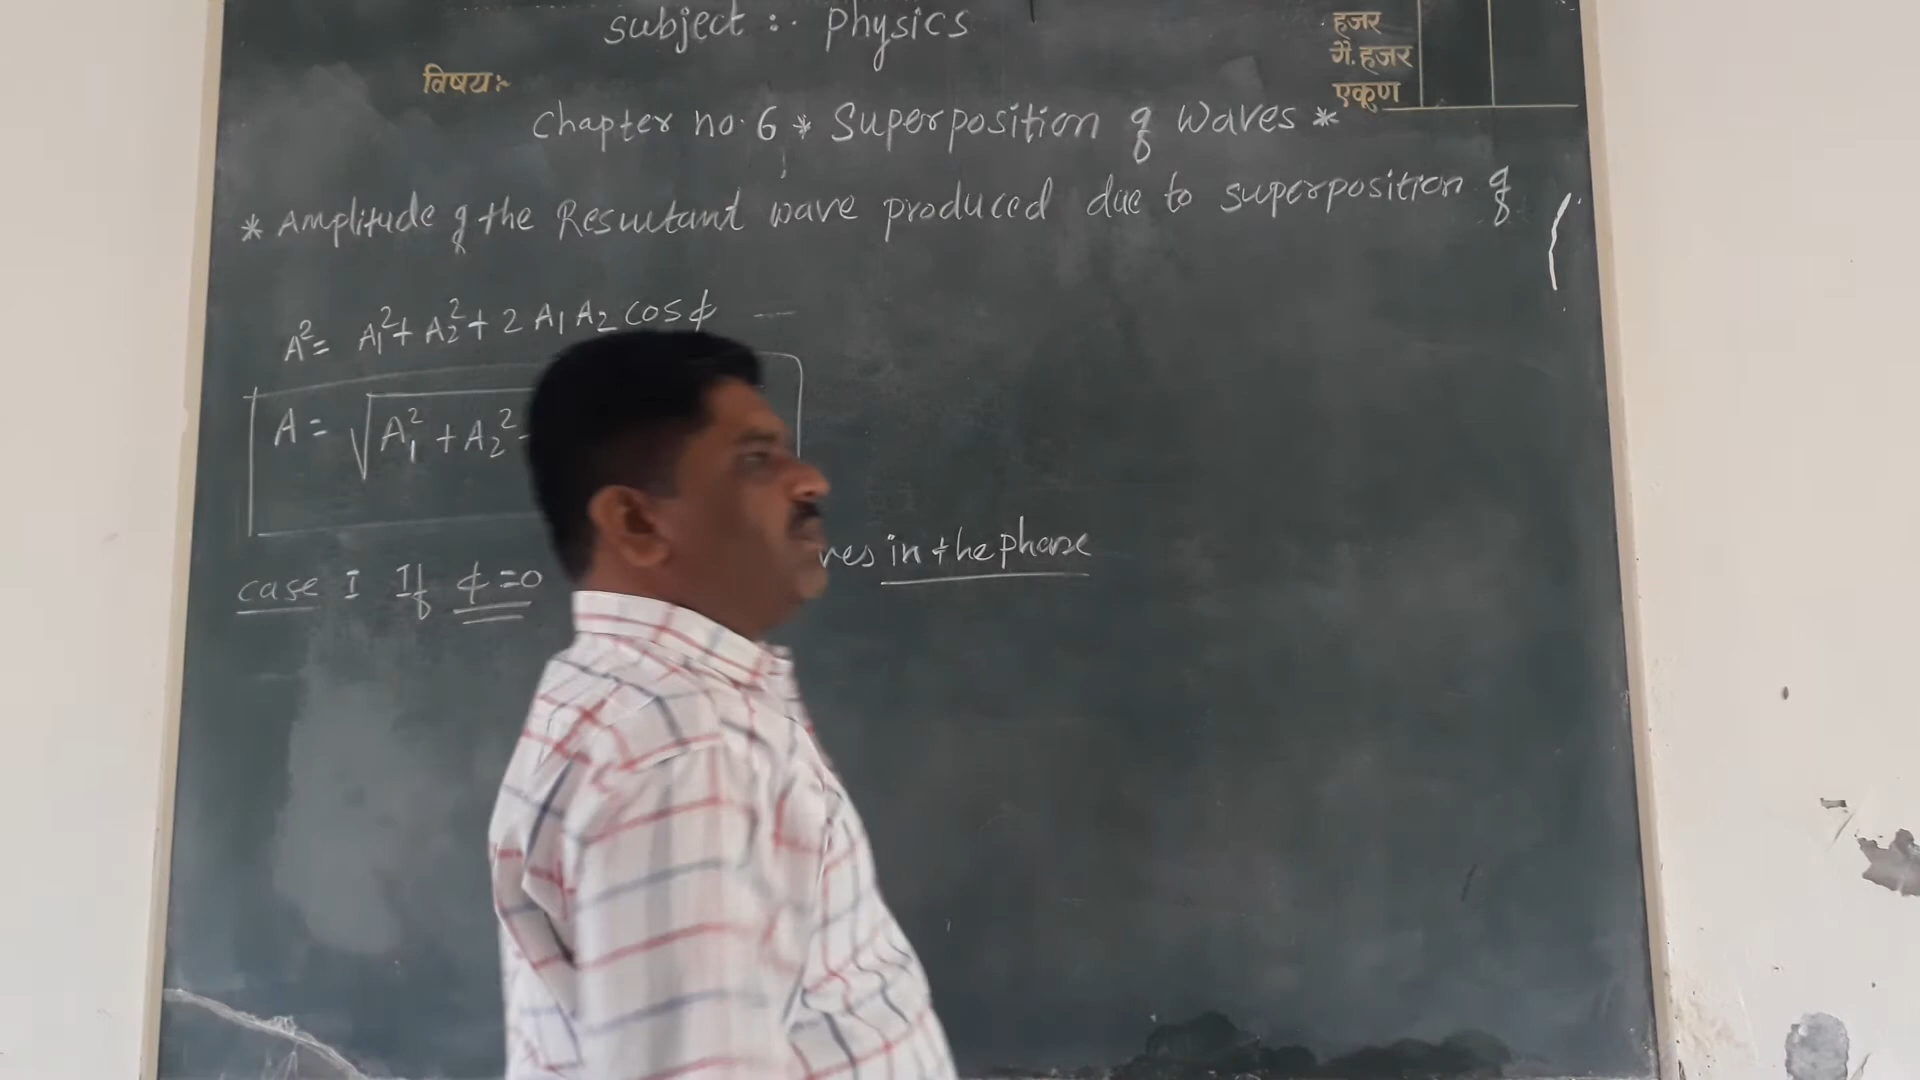 subject :- physics
हजर
गै. हजर
विषय:-
एकूण
Chapter no. 6 * Superposition of Waves *
* Amplitude of the Resultant wave produced due to superposition of
A² = A₁² + A₂² + 2 A₁ A₂ cos ϕ ---
A = √A₁² + A₂²
case I If ϕ = 0 in the phase